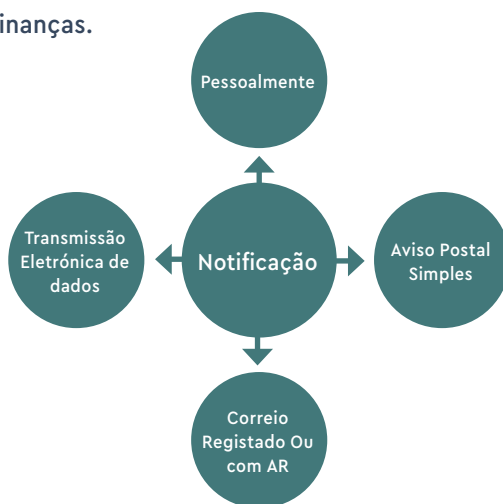 inanças.
Pessoalmente
Transmissão
Eletrónica de
dados
Notificação
Aviso Postal
Simples
Correio
Registado Ou
com AR